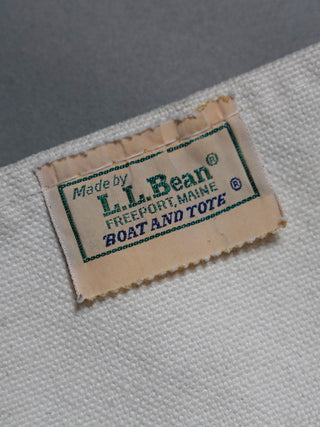 Made by
L.L.Bean®
FREEPORT, MAINE
BOAT AND TOTE ®